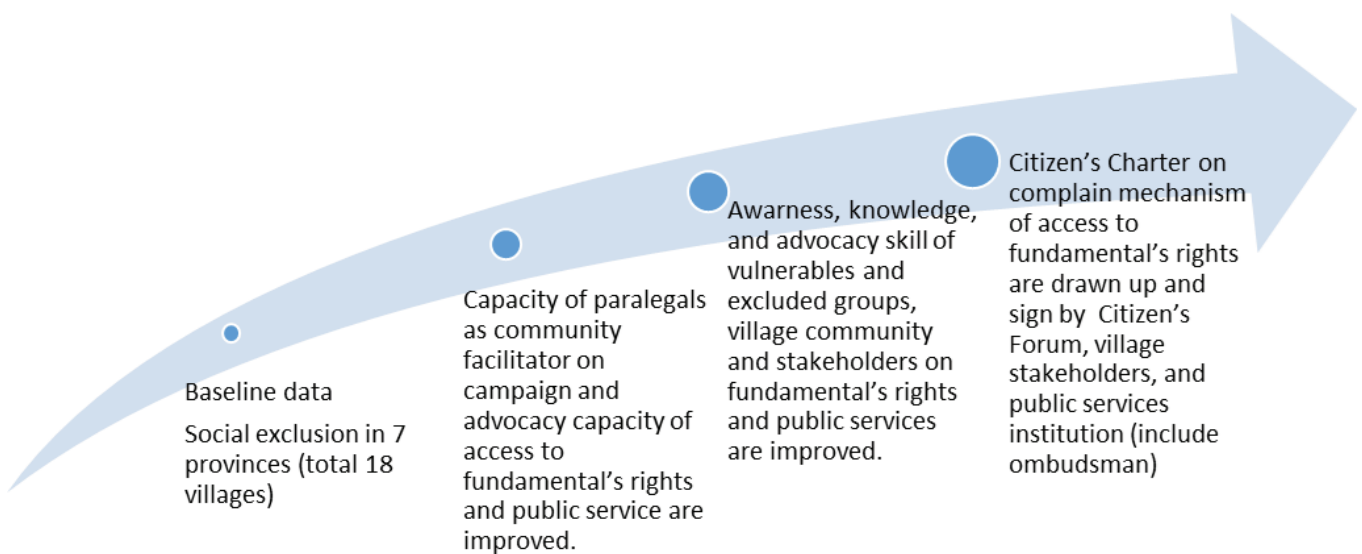 Baseline data
Social exclusion in 7
provinces (total 18
villages)
Capacity of paralegals
as community
facilitator on
campaign and
advocacy capacity of
access to
fundamental's rights
and public service are
improved.
Awarness, knowledge,
and advocacy skill of
vulnerables and
excluded groups,
village community
and stakeholders on
fundamental's rights
and public services
are improved.
Citizen's Charter on
complain mechanism
of access to
fundamental's rights
are drawn up and
sign by Citizen's
Forum, village
stakeholders, and
public services
institution (include
ombudsman)